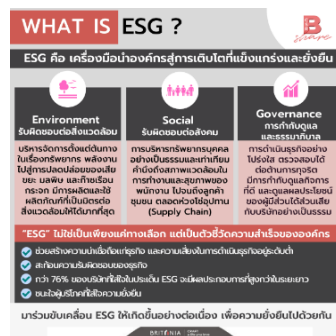 WHAT IS ESG ?
B share
ESG คือ เครื่องมือนำองค์กรสู่การเติบโตที่แข็งแกร่งและยั่งยืน
Environment
รับผิดชอบต่อสิ่งแวดล้อม
บริหารจัดการตั้งแต่ต้นทาง
ในเรื่องทรัพยากร พลังงาน
ไปสู่การปลดปล่อยของเสีย
ขยะ มลพิษ และก๊าซเรือน
กระจก มีการผลิตและใช้
ผลิตภัณฑ์ที่เป็นมิตรต่อ
สิ่งแวดล้อมให้ได้มากที่สุด
Social
รับผิดชอบต่อสังคม
การบริหารทรัพยากรบุคคล
อย่างเป็นธรรมและเท่าเทียม
คำนึงถึงสภาพแวดล้อมใน
การทำงานและสุขภาพของ
พนักงาน ไปจนถึงลูกค้า
ชุมชน ตลอดห่วงโซ่อุปทาน
(Supply Chain)
Governance
การกำกับดูแล
และธรรมาภิบาล
การดำเนินธุรกิจอย่าง
โปร่งใส ตรวจสอบได้
ต่อต้านการทุจริต
มีการกำกับดูแลกิจการ
ที่ดี และดูแลผลประโยชน์
ของผู้มีส่วนได้ส่วนเสีย
กับบริษัทอย่างเป็นธรรม
"ESG" ไม่ใช่เป็นเพียงแค่ทางเลือก แต่เป็นตัวชี้วัดความสำเร็จขององค์กร
ช่วยสร้างความน่าเชื่อถือแก่ธุรกิจ และความเสี่ยงในการดำเนินธุรกิจอยู่ระดับต่ำ
สะท้อนความรับผิดชอบของธุรกิจ
กว่า 76% ของบริษัทที่ใส่ใจในประเด็น ESG จะมีผลประกอบการที่สูงกว่าในระยะยาว
ชนะใจผู้บริโภคที่ใส่ใจความยั่งยืน
มาร่วมขับเคลื่อน ESG ให้เกิดขึ้นอย่างต่อเนื่อง เพื่อความยั่งยืนไปด้วยกัน
BRITANIA